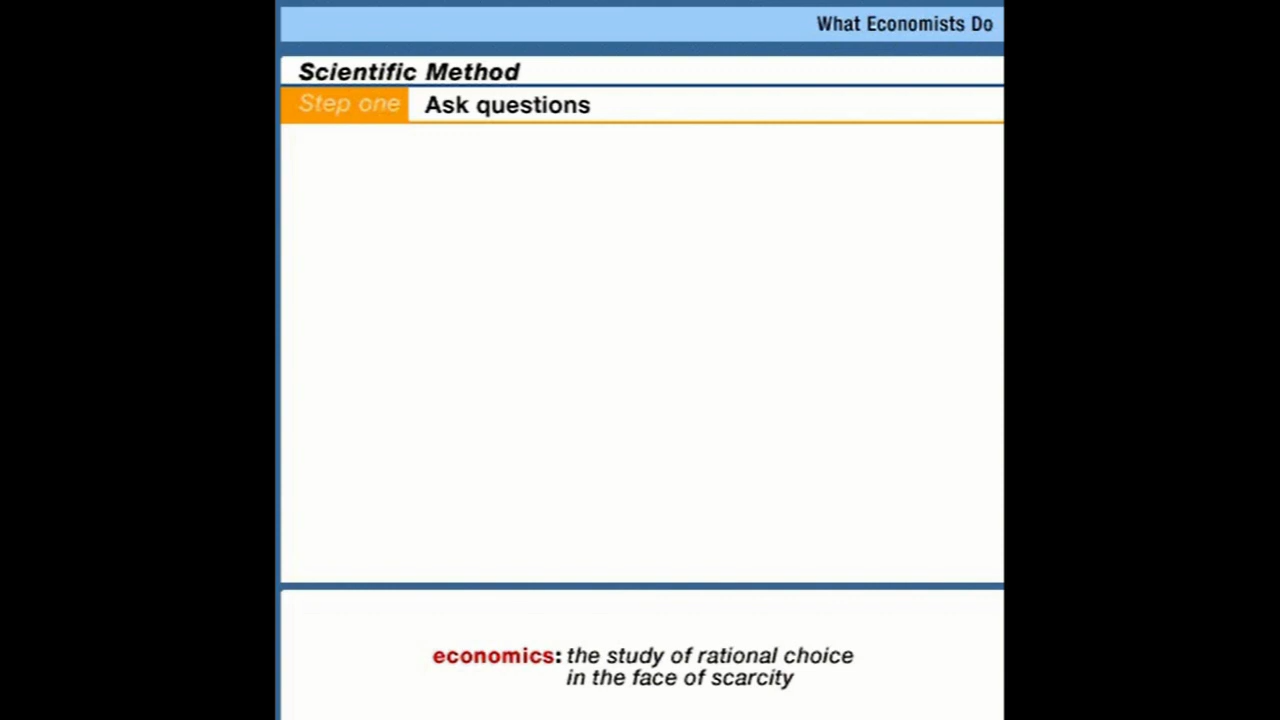 What Economists Do
Scientific Method
Step one Ask questions
economics: the study of rational choice
in the face of scarcity